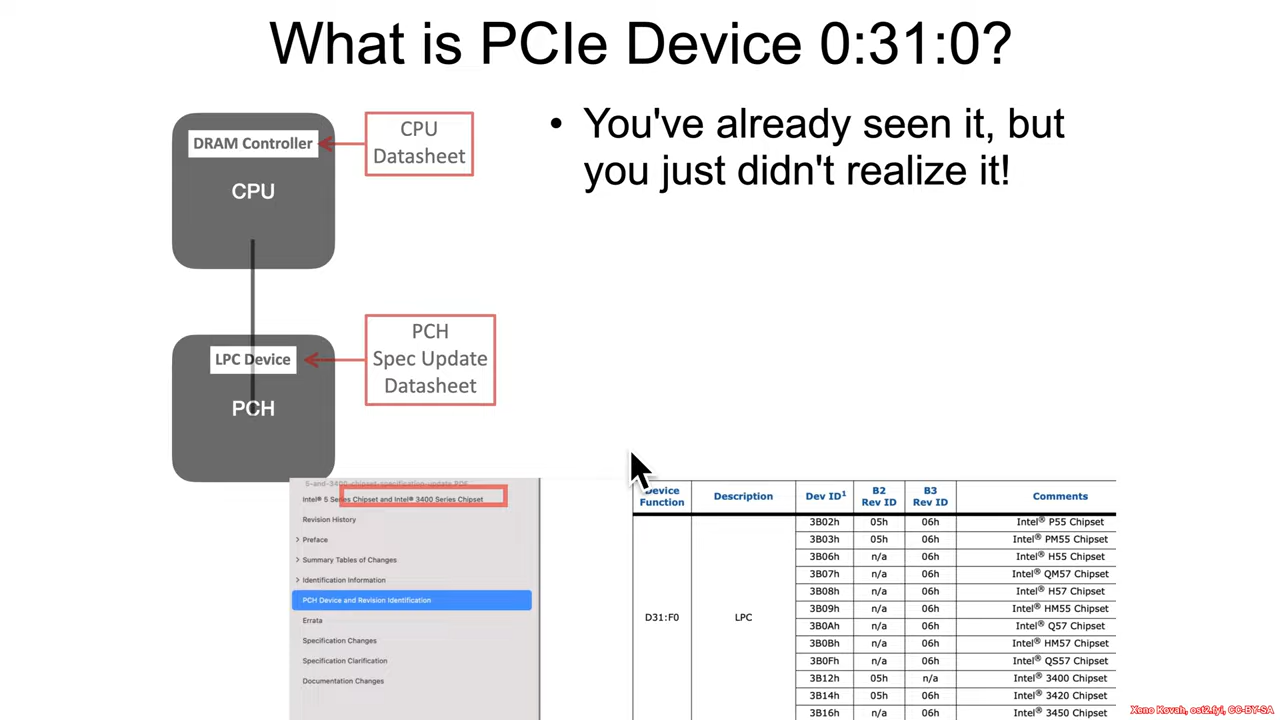 What is PCIe Device 0:31:0?
DRAM Controller
CPU
CPU
Datasheet
• You've already seen it, but
you just didn't realize it!
LPC Device
PCH
PCH
Spec Update
Datasheet
5-and-3400-chipset-specification-update.PDF
Intel® 5 Series Chipset and Intel® 3400 Series Chipset
Revision History
Preface
Summary Tables of Changes
Identification Information
PCH Device and Revision Identification
Errata
Specification Changes
Specification Clarification
Documentation Changes
Device Function Description Dev ID1 B2 Rev ID B3 Rev ID Comments
D31:F0 LPC
3B02h 05h 06h Intel® P55 Chipset
3B03h 05h 06h Intel® PM55 Chipset
3B06h n/a 06h Intel® H55 Chipset
3B07h n/a 06h Intel® QM57 Chipset
3B08h n/a 06h Intel® H57 Chipset
3B09h n/a 06h Intel® HM55 Chipset
3B0Ah n/a 06h Intel® Q57 Chipset
3B0Bh n/a 06h Intel® HM57 Chipset
3B0Fh n/a 06h Intel® QS57 Chipset
3B12h 05h n/a Intel® 3400 Chipset
3B14h 05h 06h Intel® 3420 Chipset
3B16h n/a 06h Intel® 3450 Chipset
Xeno Kovah, ost2.fyi, CC-BY-SA